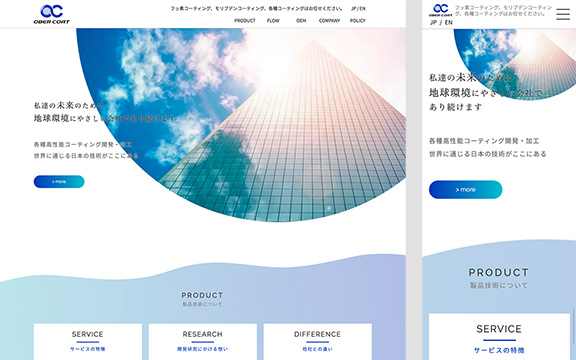 OBER COAT
フッ素コーティング、モリブデンコーティング、各種コーティングはお任せください。
JP/EN
PRODUCT FLOW OEM COMPANY POLICY
私達の未来のために
地球環境にやさしい会社であり続けます
各種高性能コーティング開発・加工
世界に通じる日本の技術がここにある
> more
PRODUCT
製品技術について
SERVICE
サービスの特徴
RESEARCH
開発研究にかける想い
DIFFERENCE
他社との違い
OBER COAT
フッ素コーティング、モリブデンコーティン
グ、各種コーティングはお任せください。
JP / EN
私達の未来のために
地球環境にやさしい会社で
あり続けます
各種高性能コーティング開発・加工
世界に通じる日本の技術がここにある
> more
PRODUCT
製品技術について
SERVICE
サービスの特徴